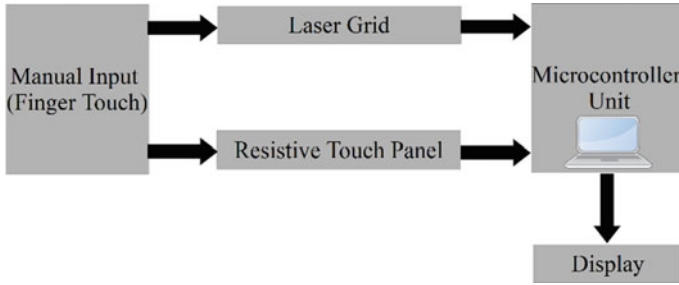 Laser Grid
Manual Input
(Finger Touch)
Microcontroller
Unit
Resistive Touch Panel
Display